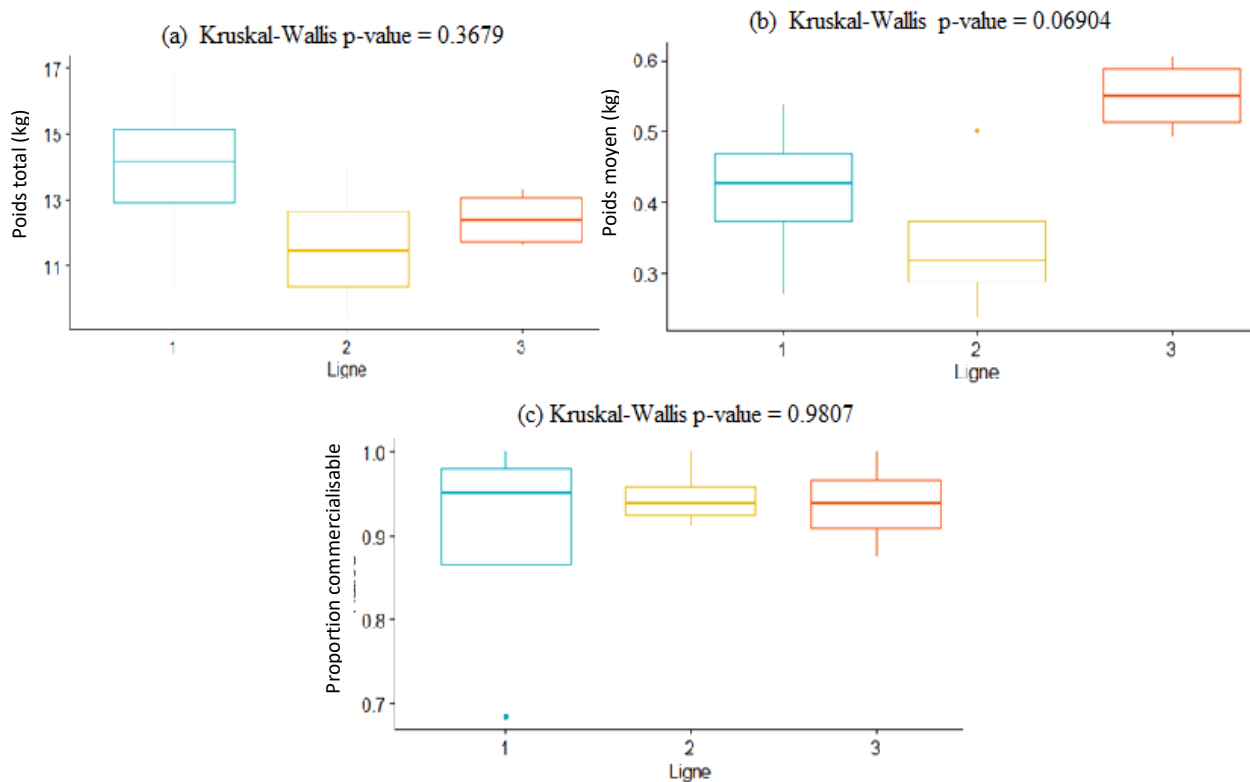 (a) Kruskal-Wallis p-value = 0.3679
Poids total (kg)
17
15
13
11
1 2 3
Ligne
(b) Kruskal-Wallis p-value = 0.06904
Poids moyen (kg)
0.6
0.5
0.4
0.3
1 2 3
Ligne
(c) Kruskal-Wallis p-value = 0.9807
Proportion commercialisable
1.0
0.9
0.8
0.7
1 2 3
Ligne